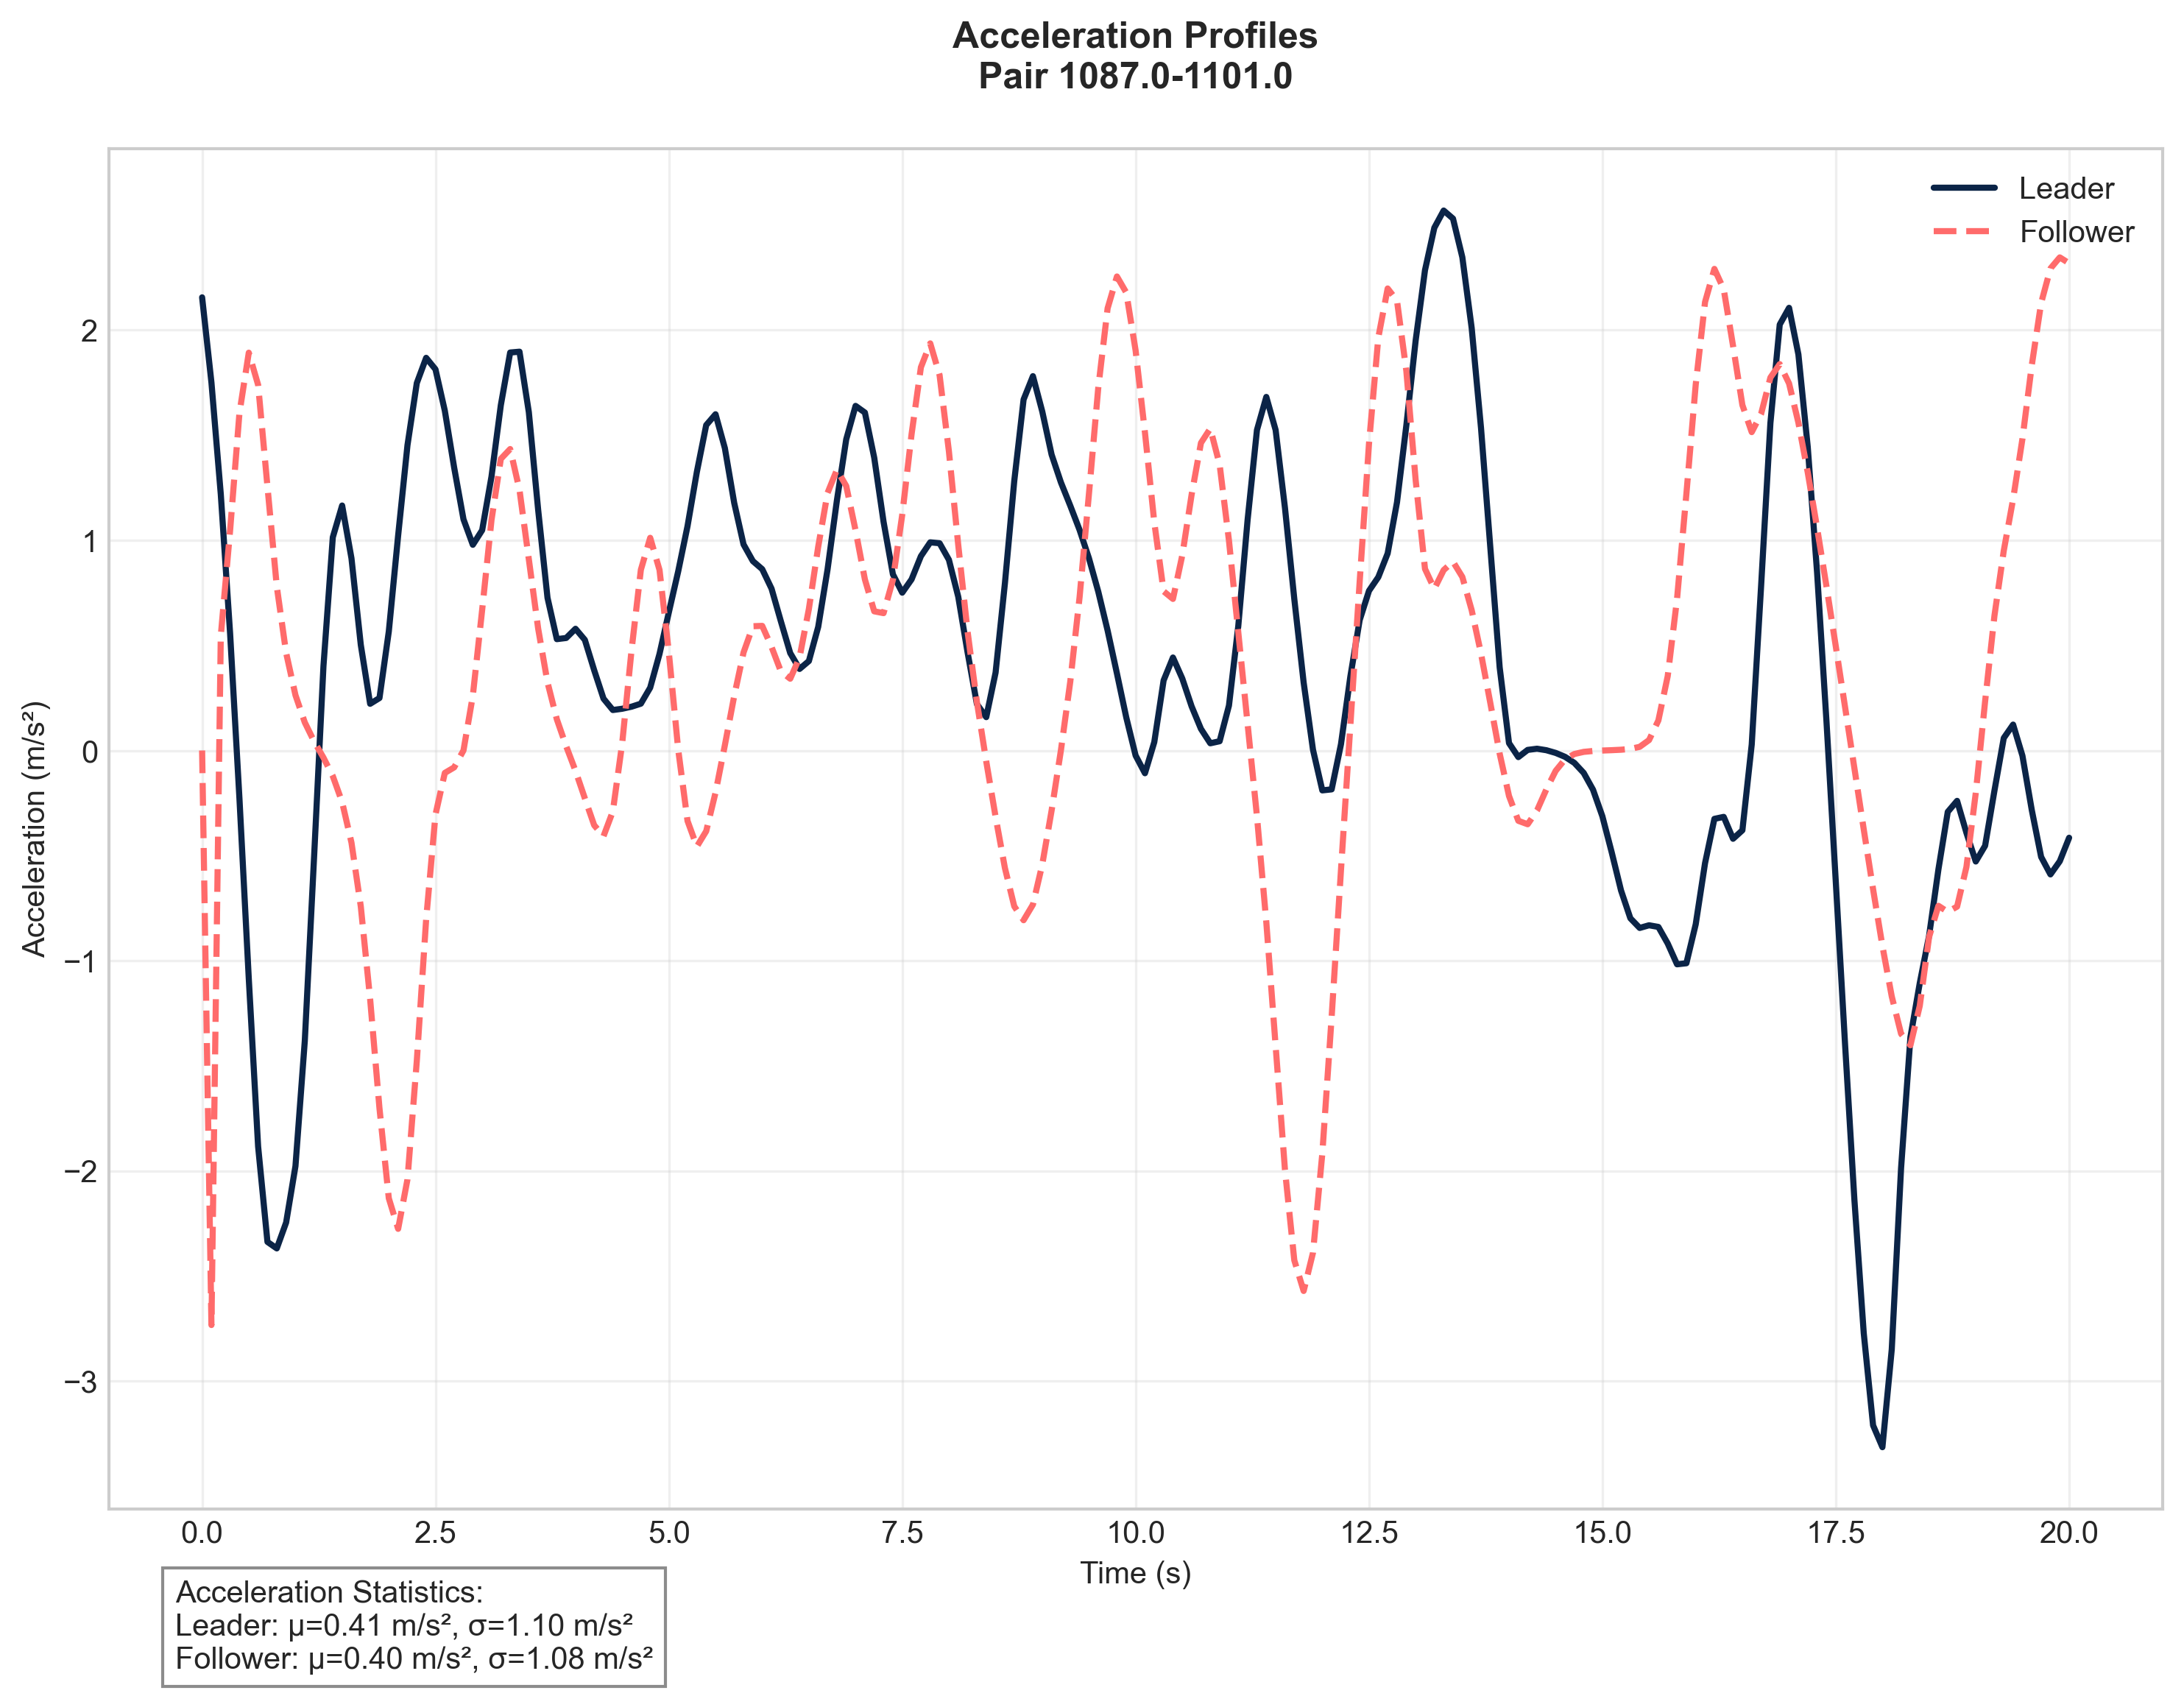 Acceleration Profiles
Pair 1087.0-1101.0
Leader
Follower
Acceleration (m/s²)
2
1
0
−1
−2
−3
0.0 2.5 5.0 7.5 10.0 12.5 15.0 17.5 20.0
Time (s)
Acceleration Statistics:
Leader: μ=0.41 m/s², σ=1.10 m/s²
Follower: μ=0.40 m/s², σ=1.08 m/s²